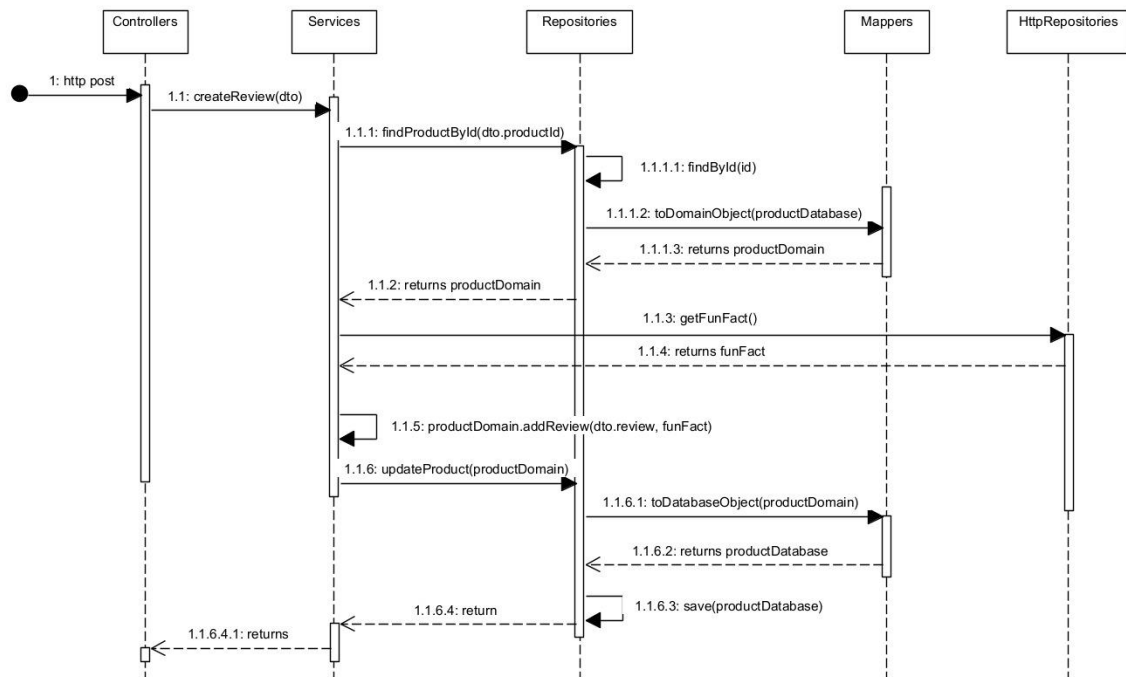 Controllers
Services
Repositories
Mappers
HttpRepositories
1: http post
1.1: createReview(dto)
1.1.1: findProductById(dto.productId)
1.1.1.1: findById(id)
1.1.1.2: toDomainObject(productDatabase)
1.1.1.3: returns productDomain
1.1.2: returns productDomain
1.1.3: getFunFact()
1.1.4: returns funFact
1.1.5: productDomain.addReview(dto.review, funFact)
1.1.6: updateProduct(productDomain)
1.1.6.1: toDatabaseObject(productDomain)
1.1.6.2: returns productDatabase
1.1.6.3: save(productDatabase)
1.1.6.4: return
1.1.6.4.1: returns